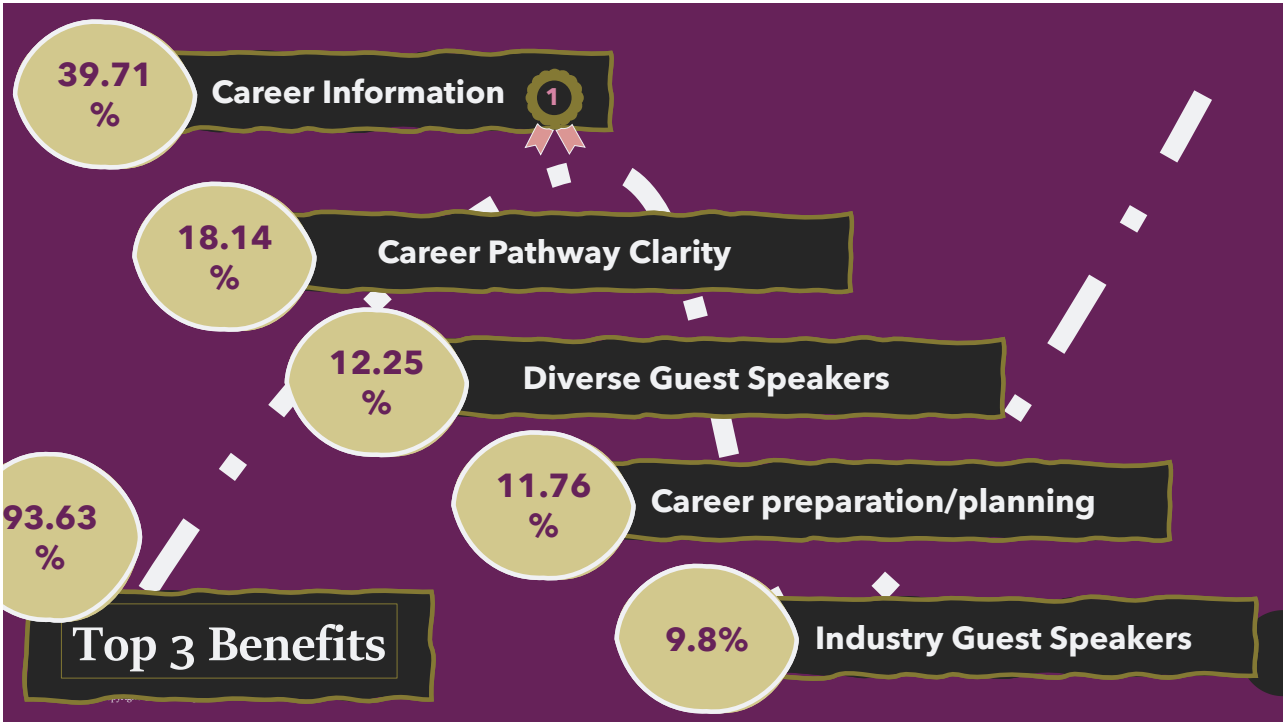 39.71
%
Career Information
1
18.14
%
Career Pathway Clarity
12.25
%
Diverse Guest Speakers
11.76
%
Career preparation/planning
93.63
%
Top 3 Benefits
9.8%
Industry Guest Speakers